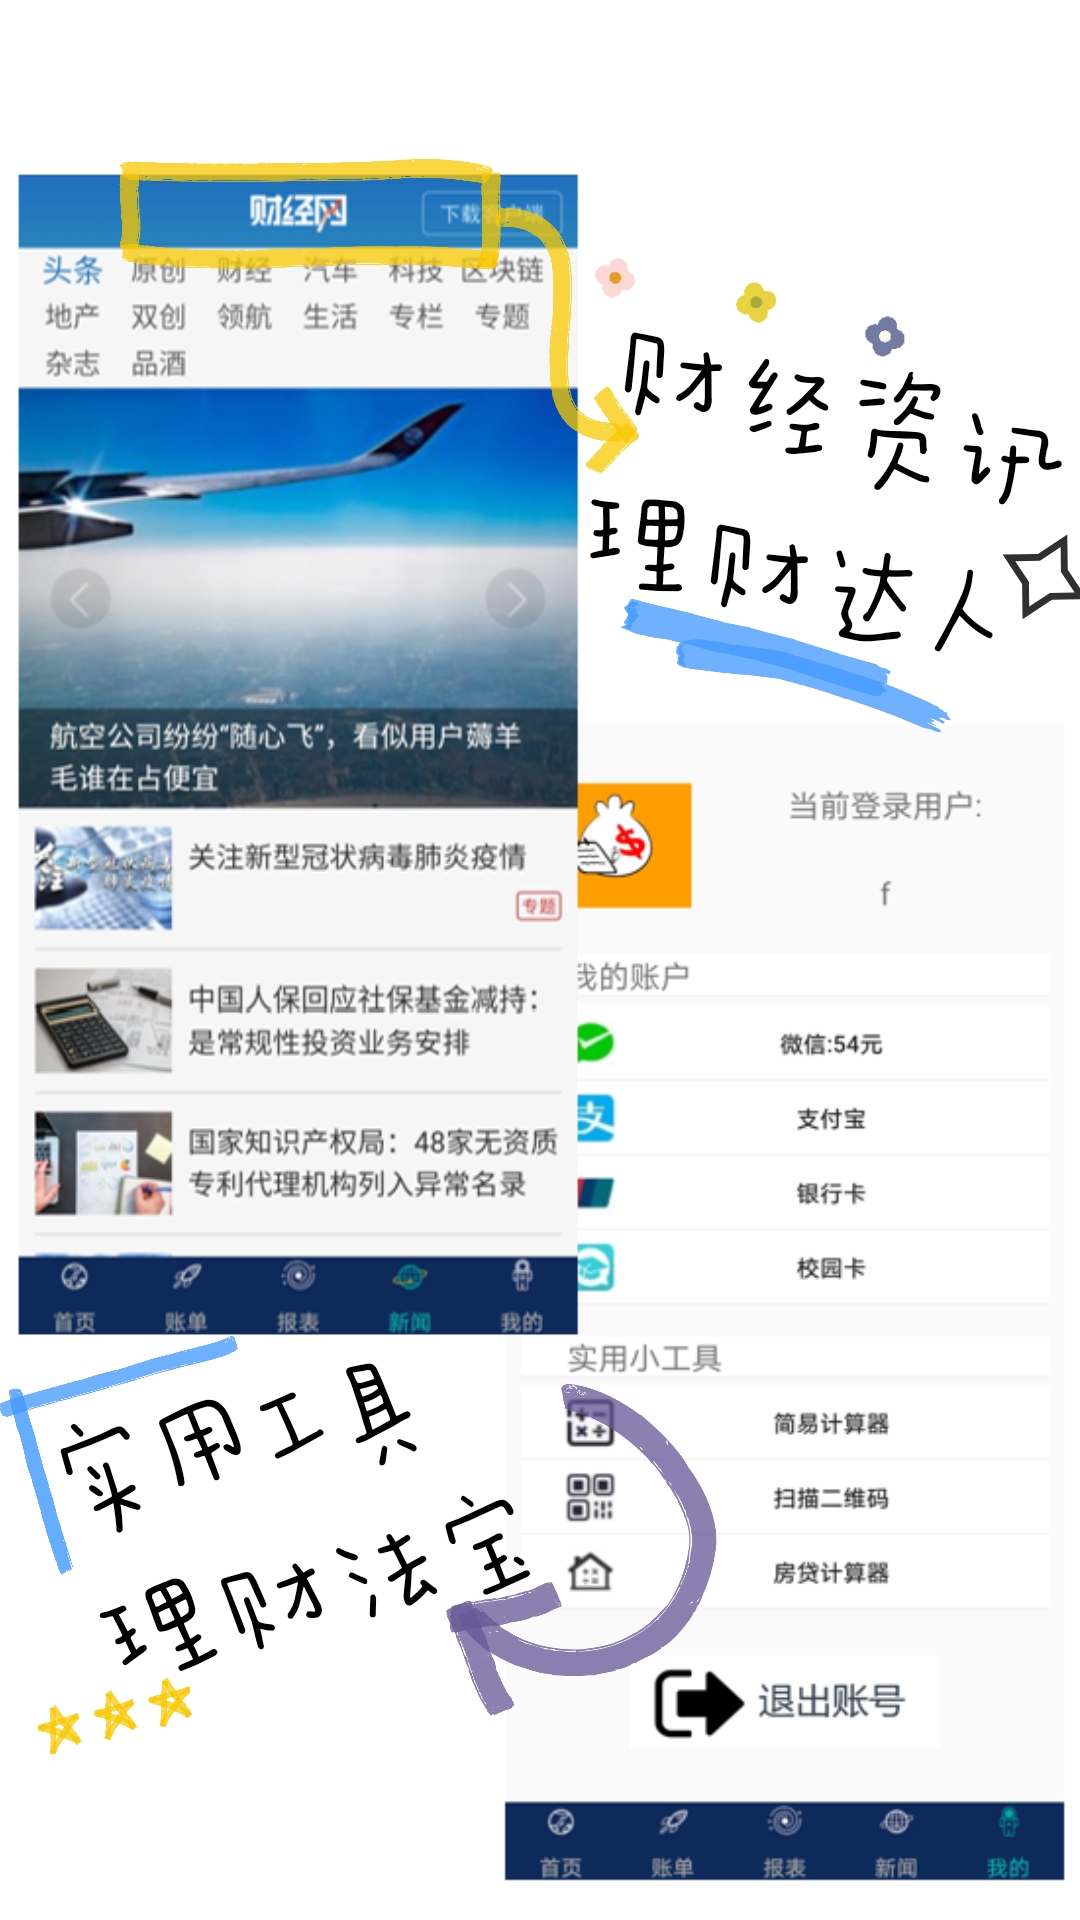 财经网
下载客户端
头条 原创 财经 汽车 科技 区块链
地产 双创 领航 生活 专栏 专题
杂志 品酒
航空公司纷纷“随心飞”，看似用户薅羊
毛谁在占便宜
关注新型冠状病毒肺炎疫情
专题
中国人保回应社保基金减持：
是常规性投资业务安排
国家知识产权局：48家无资质
专利代理机构列入异常名录
首页 账单 报表 新闻 我的
财经资讯
理财达人
当前登录用户:
f
我的账户
微信:54元
支付宝
银行卡
校园卡
实用小工具
简易计算器
扫描二维码
房贷计算器
退出账号
首页 账单 报表 新闻 我的
实用工具
理财法宝